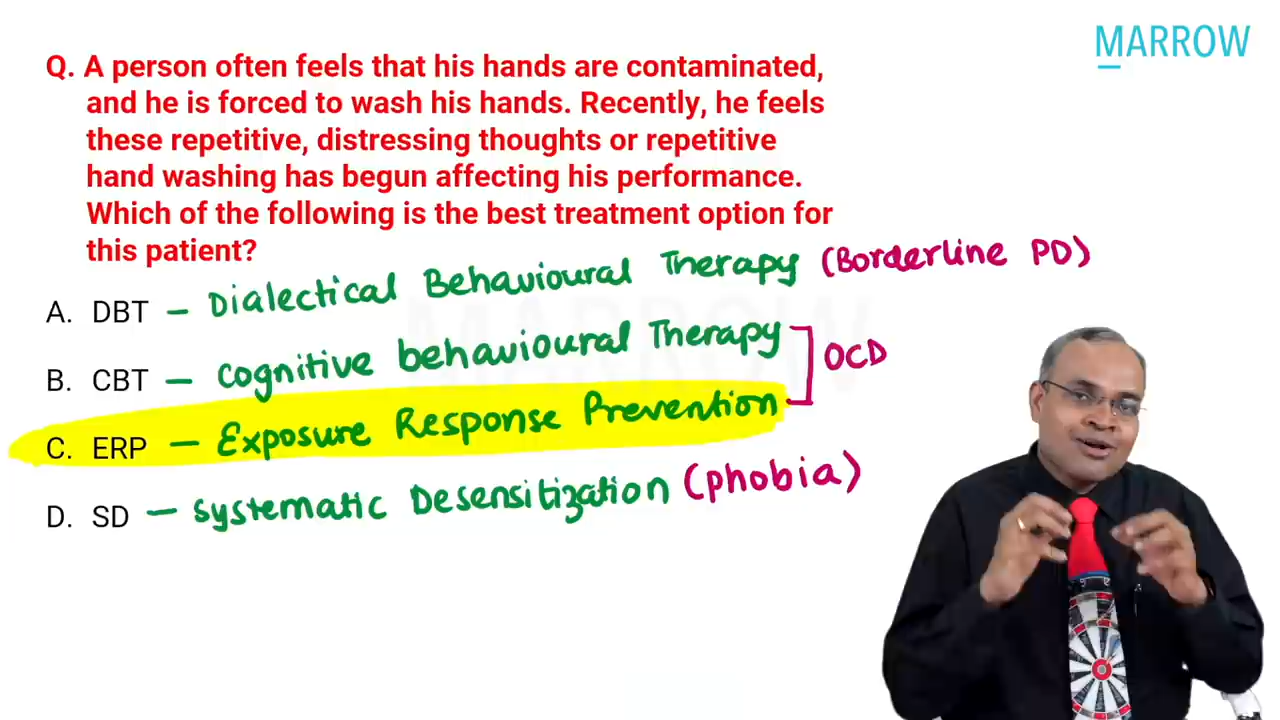 MARROW
Q. A person often feels that his hands are contaminated,
and he is forced to wash his hands. Recently, he feels
these repetitive, distressing thoughts or repetitive
hand washing has begun affecting his performance.
Which of the following is the best treatment option for
this patient?
A. DBT – Dialectical Behavioural Therapy (Borderline PD)
B. CBT – Cognitive behavioural Therapy
OCD
C. ERP – Exposure Response Prevention
D. SD – Systematic Desensitization (phobia)
MARROW